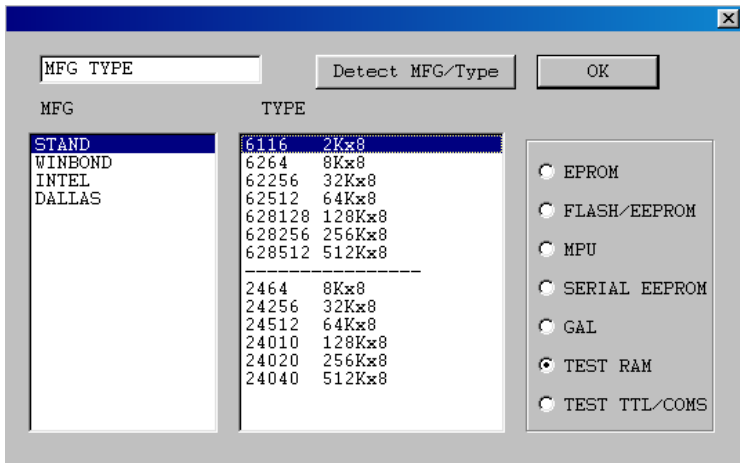 MFG TYPE
Detect MFG/Type
OK
MFG
TYPE
STAND
WINBOND
INTEL
DALLAS
6116 2Kx8
6264 8Kx8
62256 32Kx8
62512 64Kx8
628128 128Kx8
628256 256Kx8
628512 512Kx8
-----------------
2464 8Kx8
24256 32Kx8
24512 64Kx8
24010 128Kx8
24020 256Kx8
24040 512Kx8
EPROM
FLASH/EEPROM
MPU
SERIAL EEPROM
GAL
TEST RAM
TEST TTL/COMS